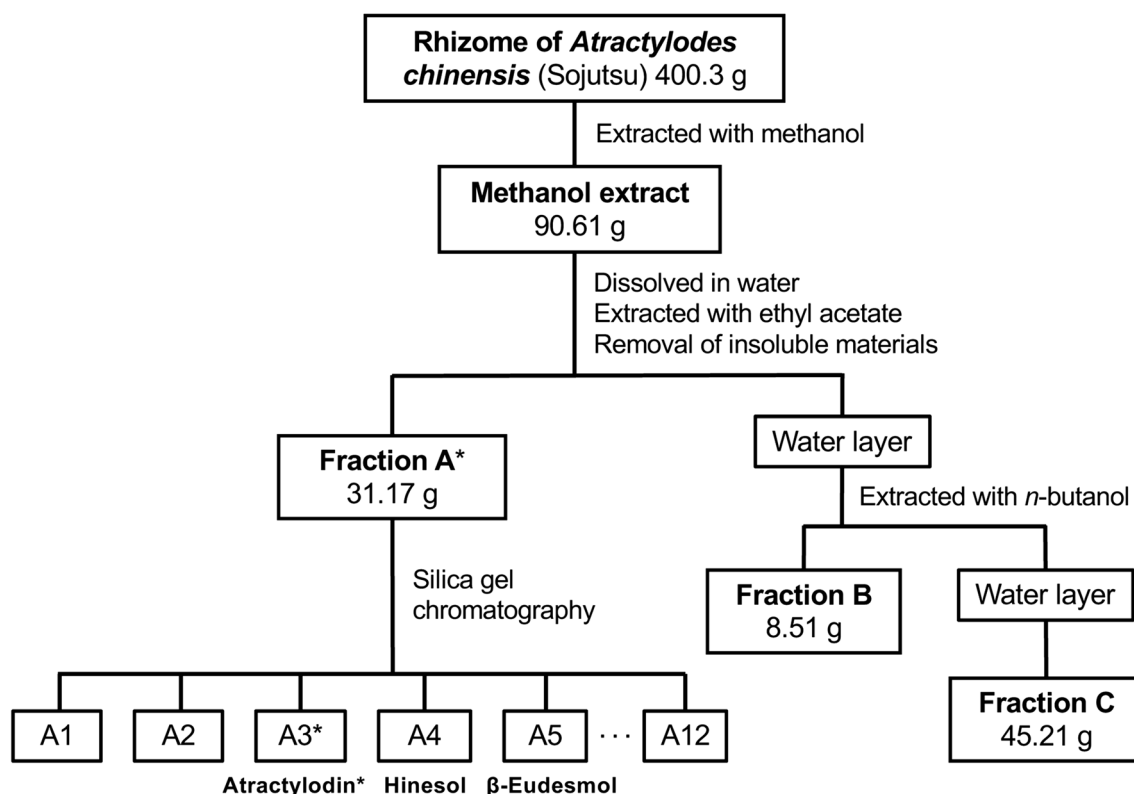 Rhizome of Atractylodes
chinensis (Sojutsu) 400.3 g
Extracted with methanol
Methanol extract
90.61 g
Dissolved in water
Extracted with ethyl acetate
Removal of insoluble materials
Fraction A*
31.17 g
Water layer
Extracted with n-butanol
Silica gel
chromatography
Fraction B
8.51 g
Water layer
Fraction C
45.21 g
A1
A2
A3*
A4
A5
...
A12
Atractylodin*
Hinesol
β-Eudesmol